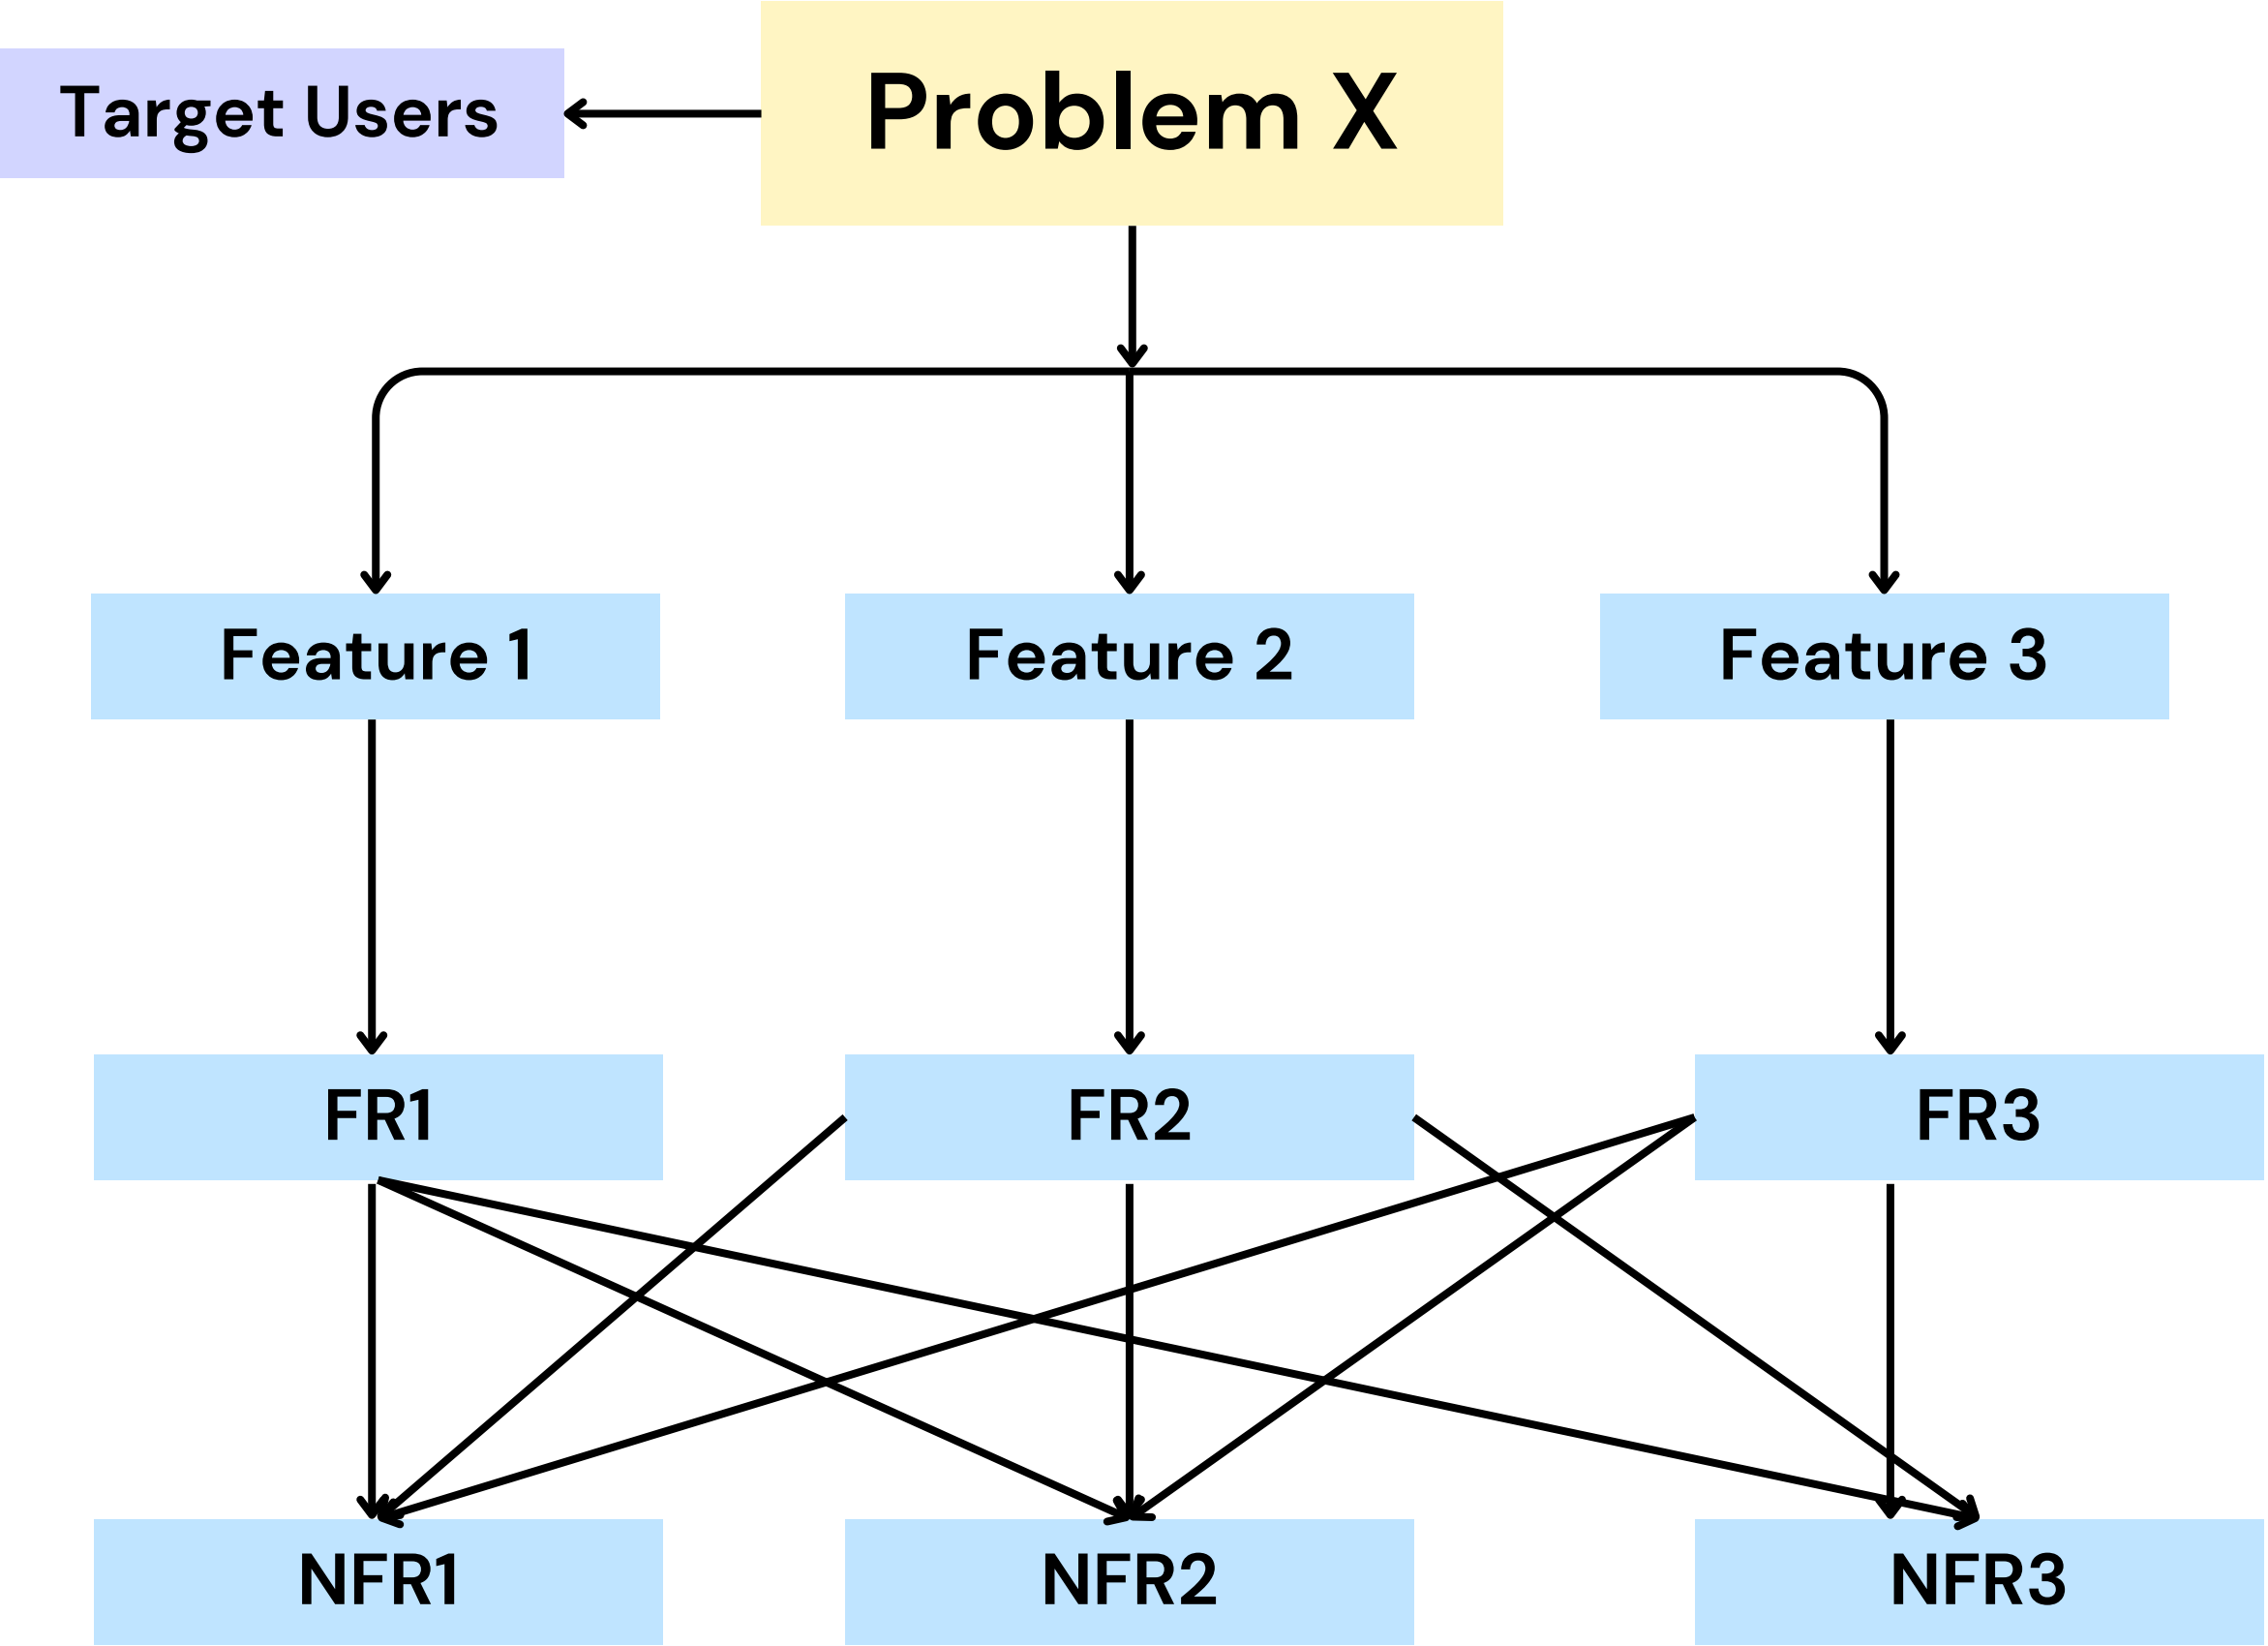 Target Users
Problem X
Feature 1
Feature 2
Feature 3
FR1
FR2
FR3
NFR1
NFR2
NFR3